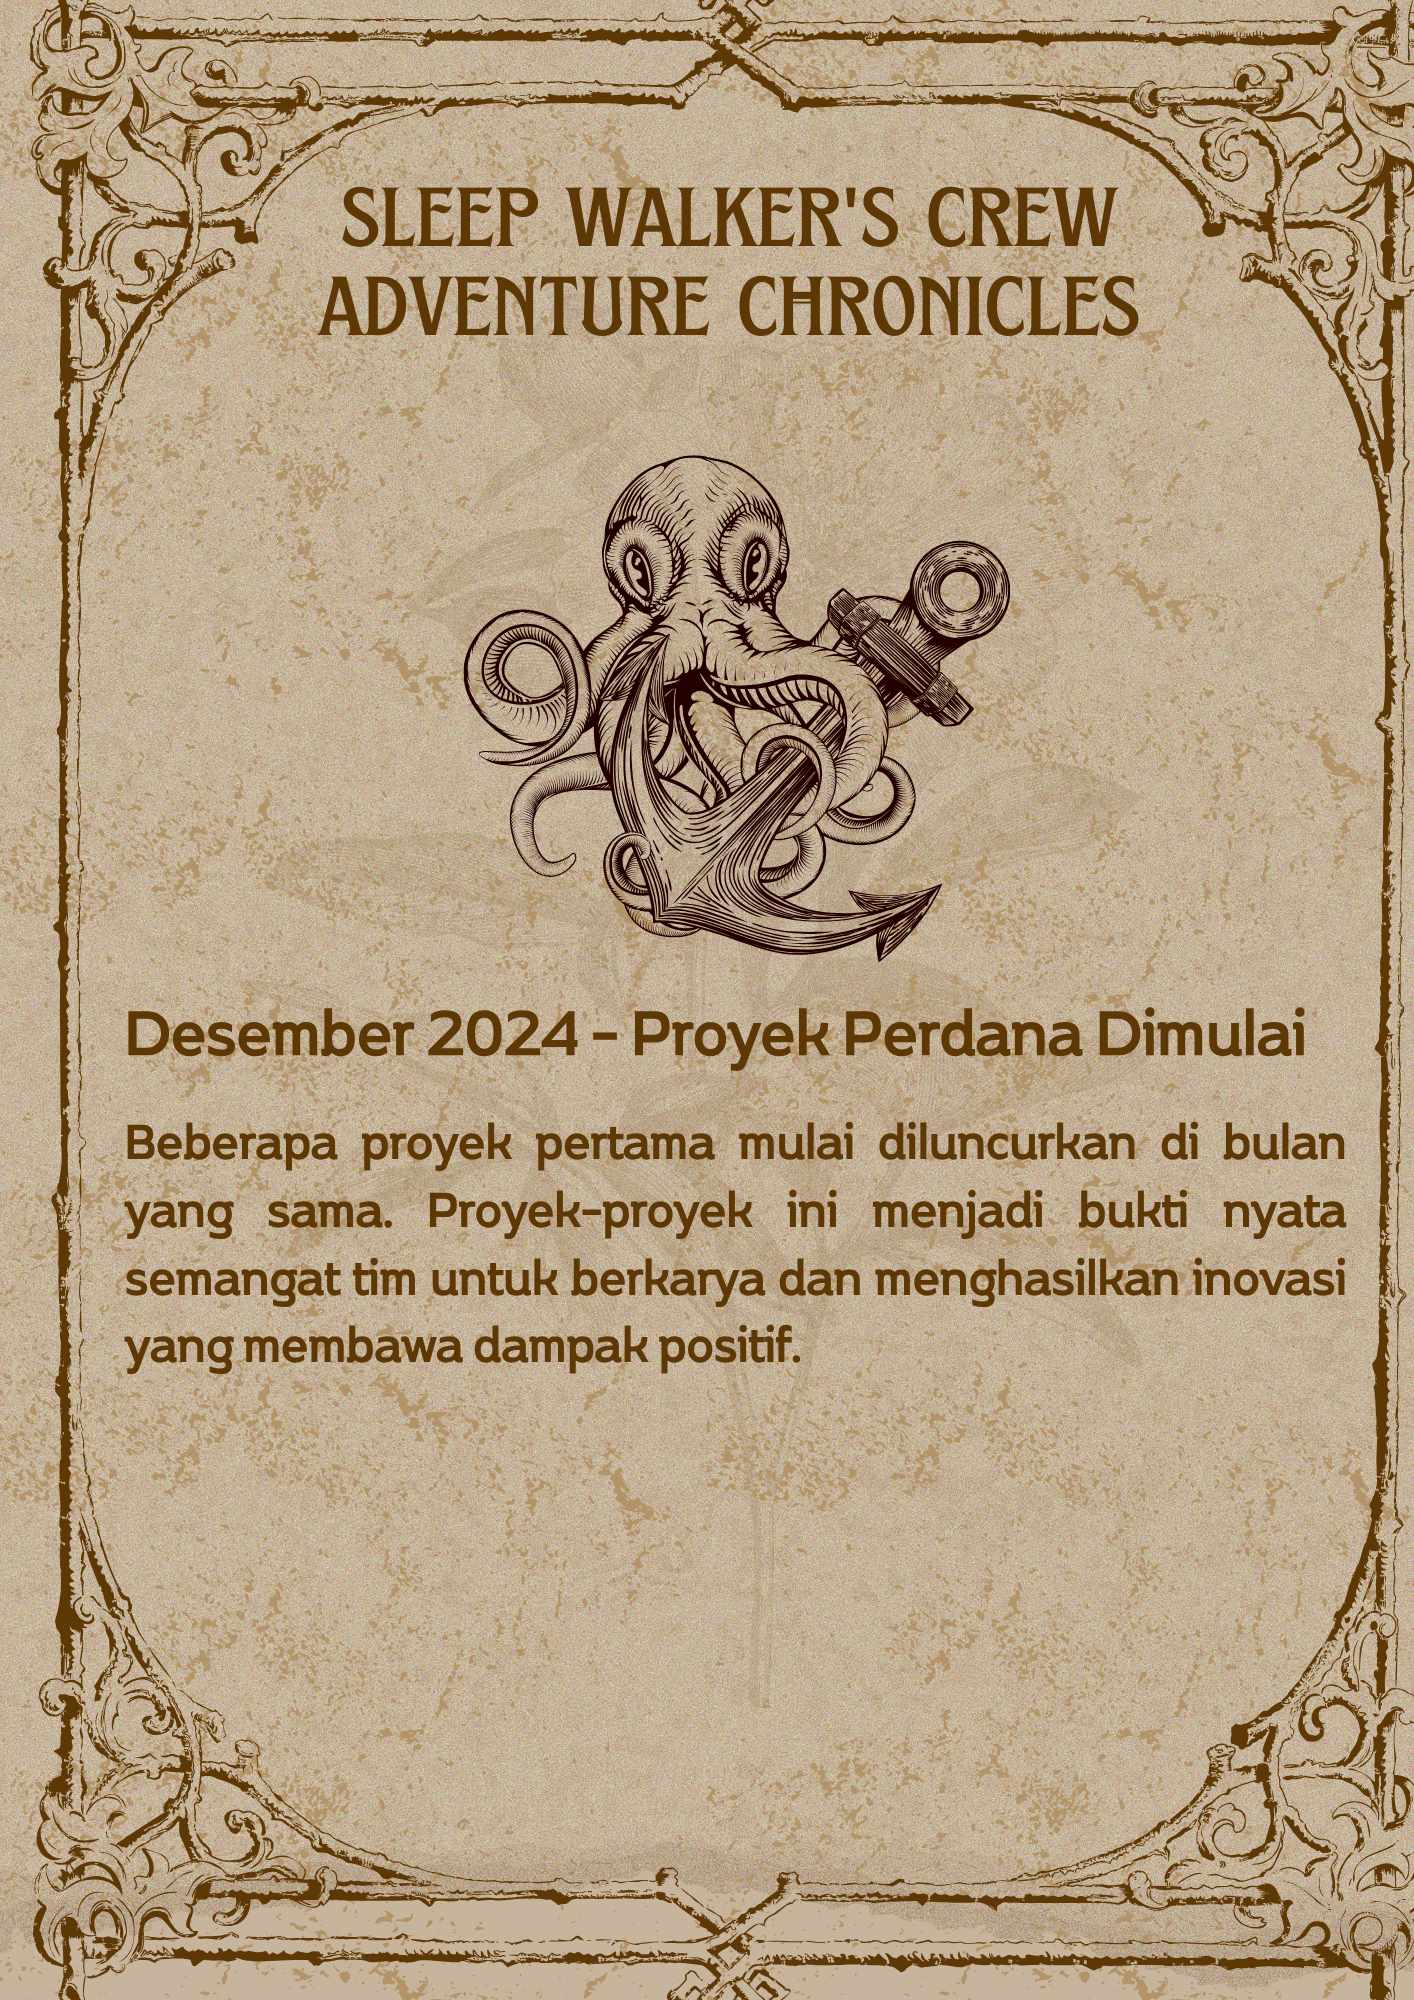 SLEEP WALKER'S CREW
ADVENTURE CHRONICLES
Desember 2024 - Proyek Perdana Dimulai
Beberapa proyek pertama mulai diluncurkan di bulan
yang sama. Proyek-proyek ini menjadi bukti nyata
semangat tim untuk berkarya dan menghasilkan inovasi
yang membawa dampak positif.